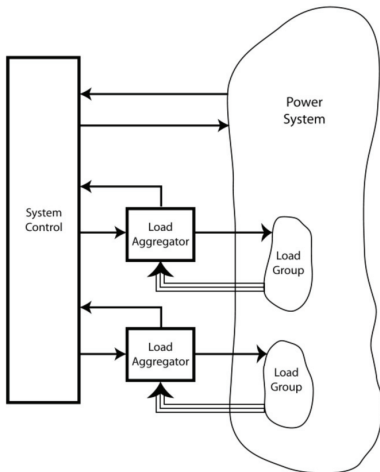 Power
System
System
Control
Load
Aggregator
Load
Group
Load
Aggregator
Load
Group